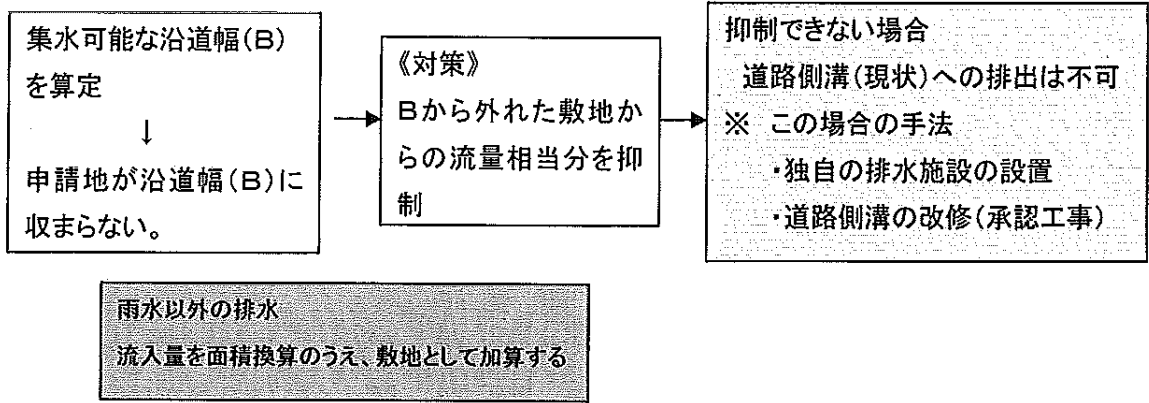 集水可能な沿道幅(B)
を算定
↓
申請地が沿道幅(B)に
収まらない。
《対策》
Bから外れた敷地か
らの流量相当分を抑
制
抑制できない場合
道路側溝(現状)への排出は不可
※ この場合の手法
・独自の排水施設の設置
・道路側溝の改修(承認工事)
雨水以外の排水
流入量を面積換算のうえ、敷地として加算する